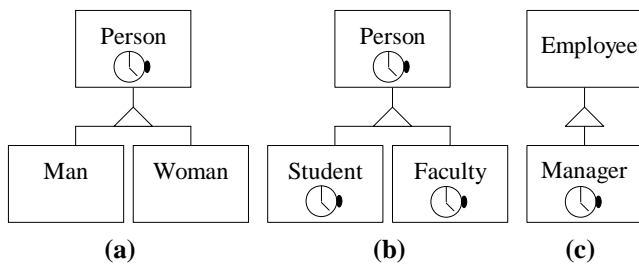 Person
Man
Woman
(a)
Person
Student
Faculty
(b)
Employee
Manager
(c)